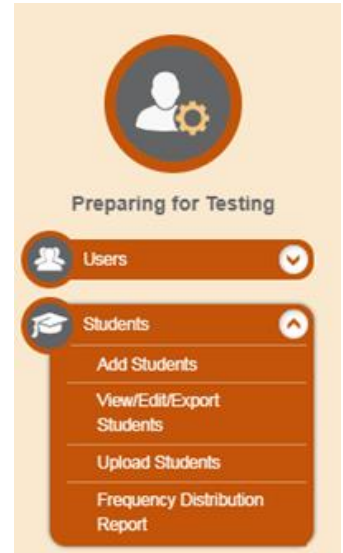 Preparing for Testing
Users
Students
Add Students
View/Edit/Export
Students
Upload Students
Frequency Distribution
Report